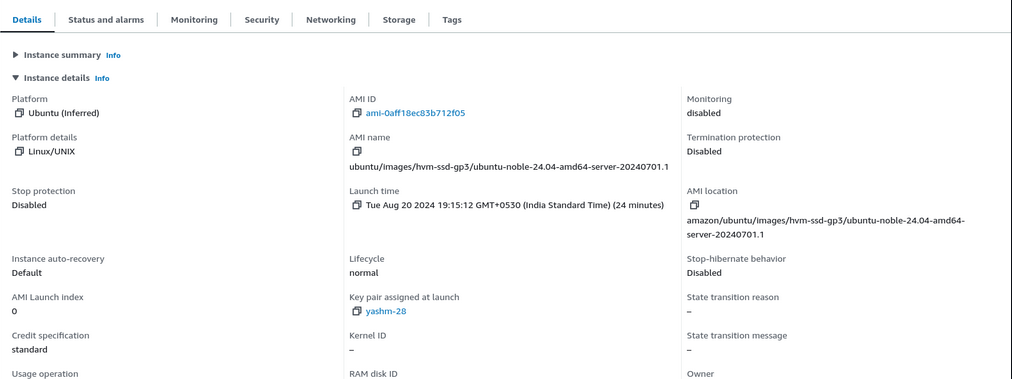 Details
Status and alarms
Monitoring
Security
Networking
Storage
Tags
Instance summary Info
Instance details Info
Platform
Ubuntu (Inferred)
AMI ID
ami-0aff18ec83b712f05
Monitoring
disabled
Platform details
Linux/UNIX
AMI name
ubuntu/images/hvm-ssd-gp3/ubuntu-noble-24.04-amd64-server-20240701.1
Termination protection
Disabled
Stop protection
Disabled
Launch time
Tue Aug 20 2024 19:15:12 GMT+0530 (India Standard Time) (24 minutes)
AMI location
amazon/ubuntu/images/hvm-ssd-gp3/ubuntu-noble-24.04-amd64-
server-20240701.1
Instance auto-recovery
Default
Lifecycle
normal
Stop-hibernate behavior
Disabled
AMI Launch index
0
Key pair assigned at launch
yashm-28
State transition reason
–
Credit specification
standard
Kernel ID
–
State transition message
–
Usage operation
RAM disk ID
Owner